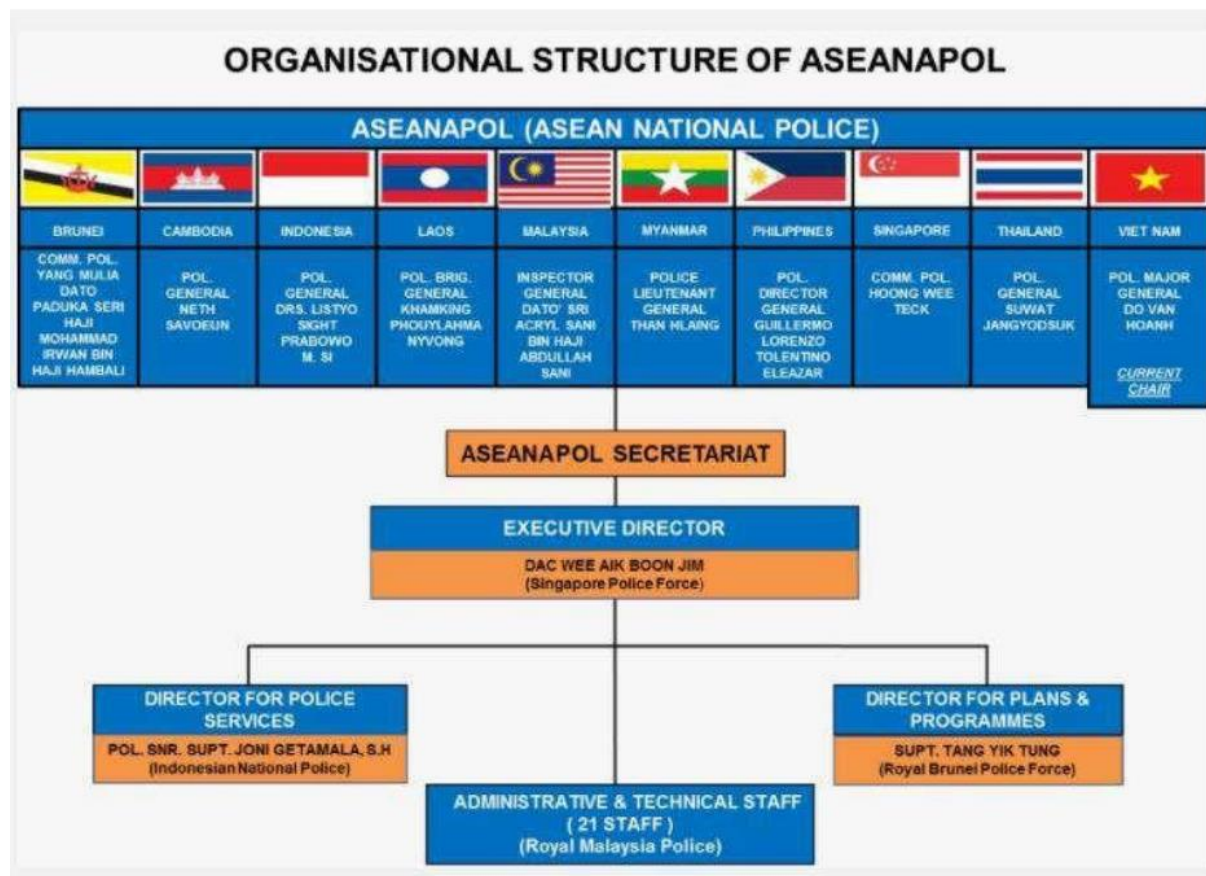 ORGANISATIONAL STRUCTURE OF ASEANAPOL
ASEANAPOL (ASEAN NATIONAL POLICE)
BRUNEI
COMM. POL.
YANG MULIA
DATO
PADUKA SERI
HAJI
MOHAMMAD
IRWAN BIN
HAJI HAMBALI
CAMBODIA
POL.
GENERAL
NETH
SAVOEUN
INDONESIA
POL.
GENERAL
DRS. LISTYO
SIGHT
PRABOWO
M. SI
LAOS
POL. BRIG.
GENERAL
KHAMKING
PHOUYLAHMA
NYVONG
MALAYSIA
INSPECTOR
GENERAL
DATO' SRI
ACRYL SANI
BIN HAJI
ABDULLAH
SANI
MYANMAR
POLICE
LIEUTENANT
GENERAL
THAN HLAING
PHILIPPINES
POL.
DIRECTOR
GENERAL
GUILLERMO
LORENZO
TOLENTINO
ELEAZAR
SINGAPORE
COMM. POL.
HOONG WEE
TECK
THAILAND
POL.
GENERAL
SUWAT
JANGYODSUK
VIET NAM
POL. MAJOR
GENERAL
DO VAN
HOANH
CURRENT
CHAIR
ASEANAPOL SECRETARIAT
EXECUTIVE DIRECTOR
DAC WEE AIK BOON JIM
(Singapore Police Force)
DIRECTOR FOR POLICE
SERVICES
POL. SNR. SUPT. JONI GETAMALA, S.H
(Indonesian National Police)
DIRECTOR FOR PLANS &
PROGRAMMES
SUPT. TANG YIK TUNG
(Royal Brunei Police Force)
ADMINISTRATIVE & TECHNICAL STAFF
( 21 STAFF )
(Royal Malaysia Police)